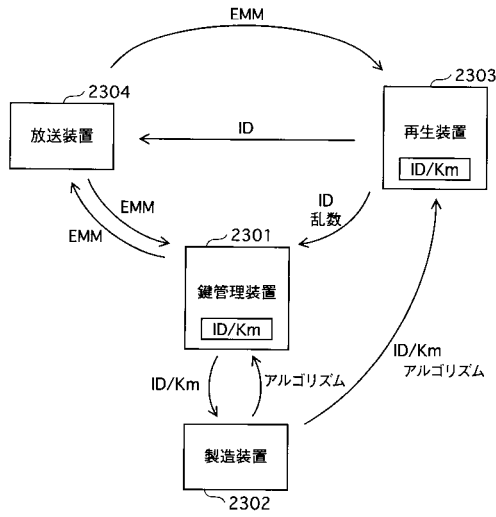 EMM
2304
放送装置
2303
再生装置
ID/Km
ID
EMM
EMM
ID
乱数
2301
鍵管理装置
ID/Km
ID/Km
アルゴリズム
ID/Km
アルゴリズム
製造装置
2302